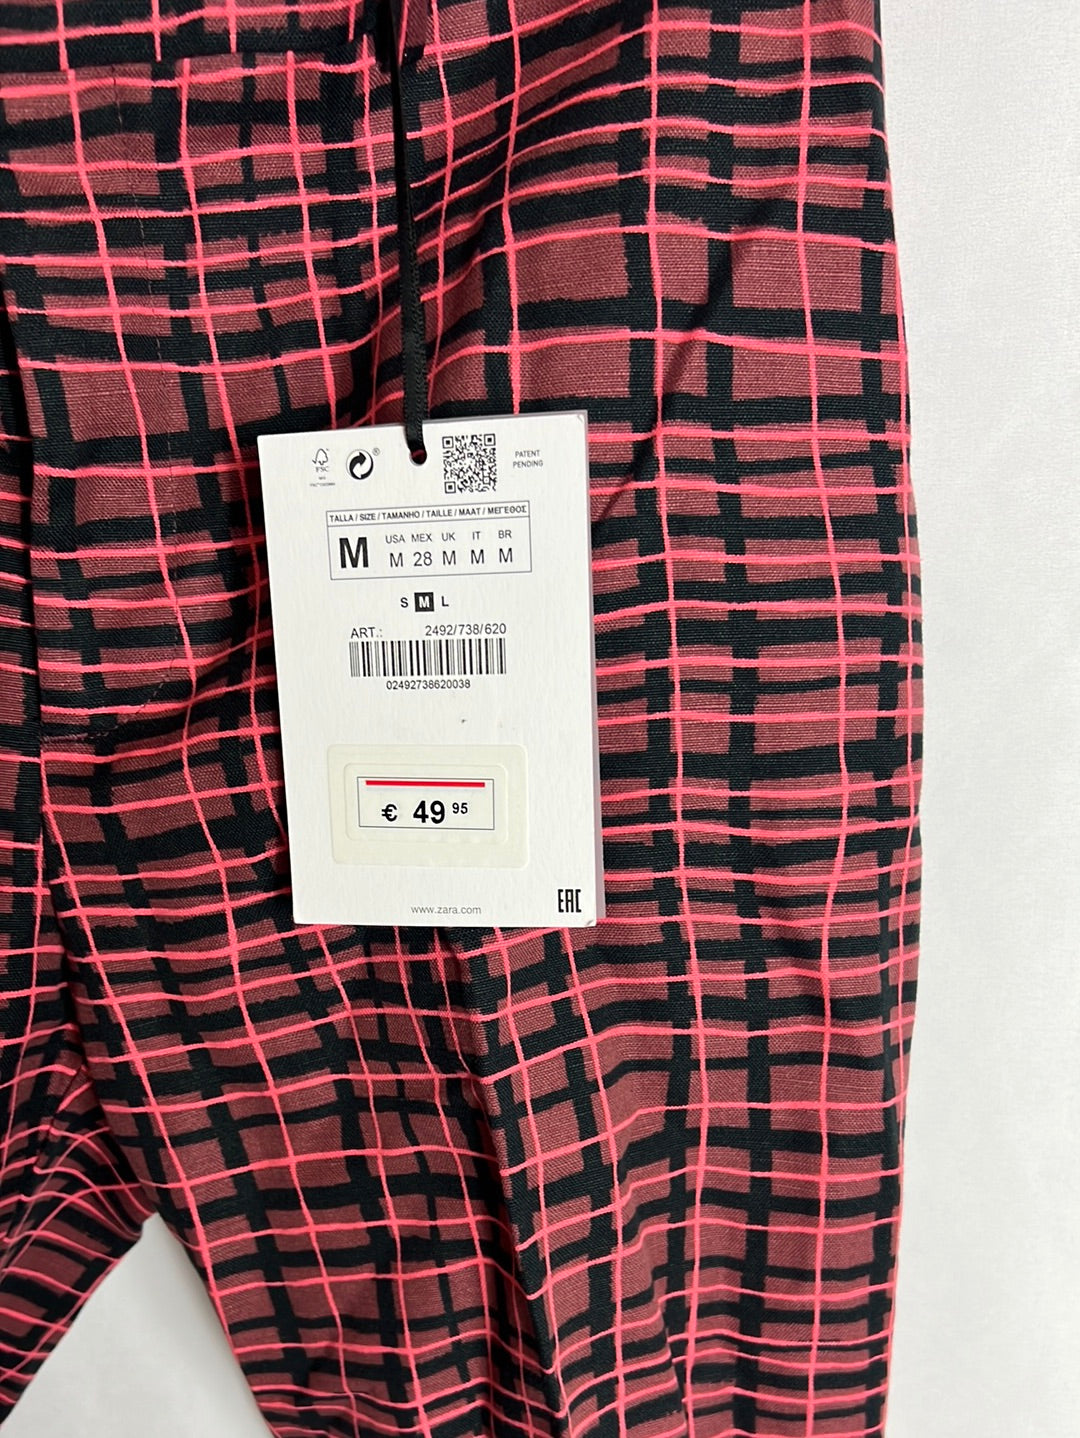 FSC
®
PATENT
PENDING
TALLA / SIZE / TAMANHO / TAILLE / MAAT / ΜΕΓΕΘΟΣ
M
USA MEX UK IT BR
M 28 M M M
S M L
ART.: 2492/738/620
02492738620038
€ 49 95
www.zara.com
EAC